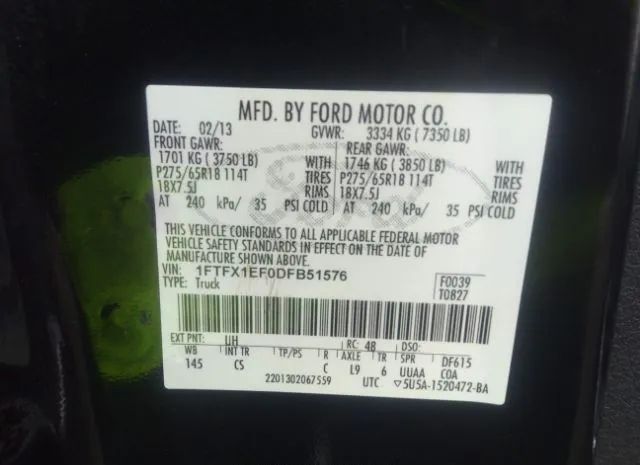 MFD. BY FORD MOTOR CO.
DATE: 02/13 GVWR: 3334 KG ( 7350 LB)
FRONT GAWR: REAR GAWR:
1701 KG ( 3750 LB) WITH 1746 KG ( 3850 LB) WITH
P275/65R18 114T TIRES P275/65R18 114T TIRES
18X7.5J RIMS 18X7.5J RIMS
AT 240 kPa/ 35 PSI COLD AT 240 kPa/ 35 PSI COLD
THIS VEHICLE CONFORMS TO ALL APPLICABLE FEDERAL MOTOR
VEHICLE SAFETY STANDARDS IN EFFECT ON THE DATE OF
MANUFACTURE SHOWN ABOVE.
VIN: 1FTFX1EF0DFB51576 F0039
TYPE: Truck T0827
EXT PNT: UH RC: 48 DSO:
WB INT TR TP/PS R AXLE TR SPR DF615
145 CS C L9 6 UUAA COA
2201302067559 UTC ▽5U5A-1520472-BA
Ford